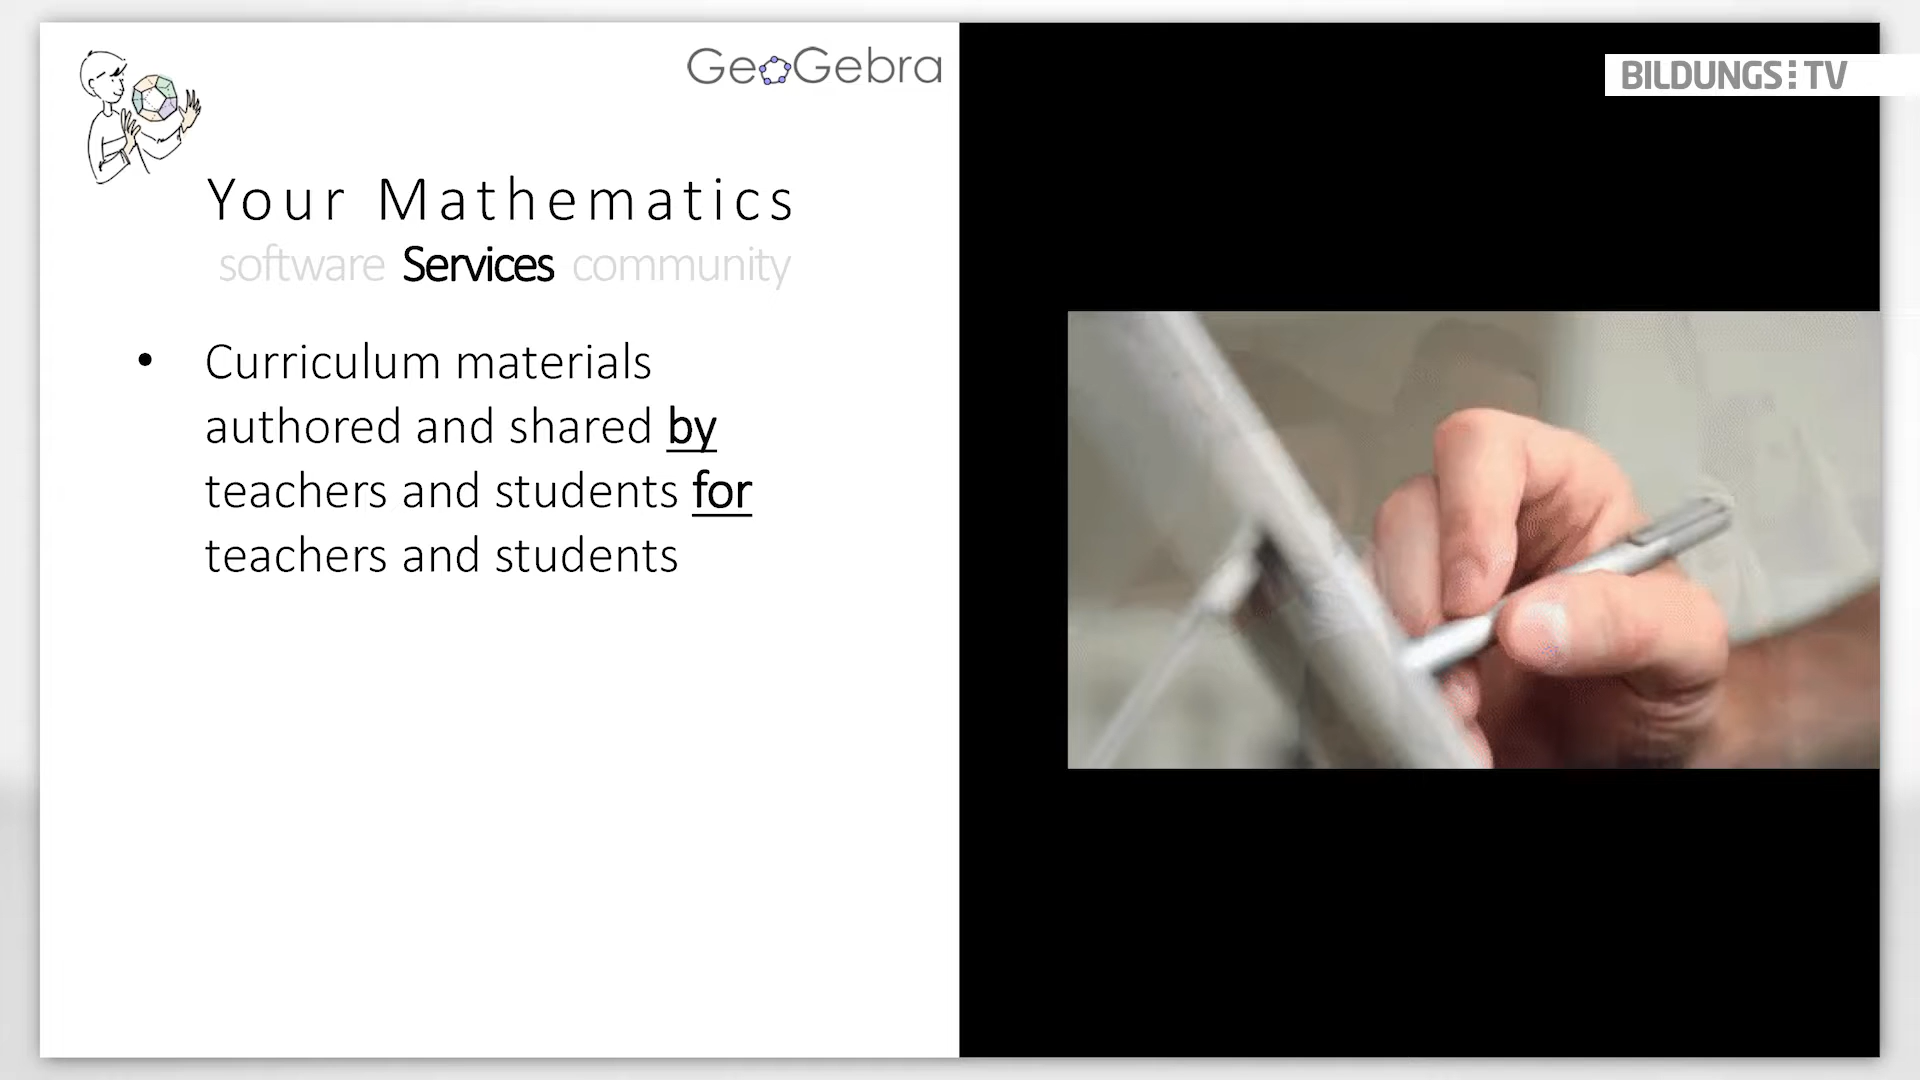 GeoGebra
BILDUNGS:TV
Your Mathematics
software Services community
• Curriculum materials
authored and shared by
teachers and students for
teachers and students